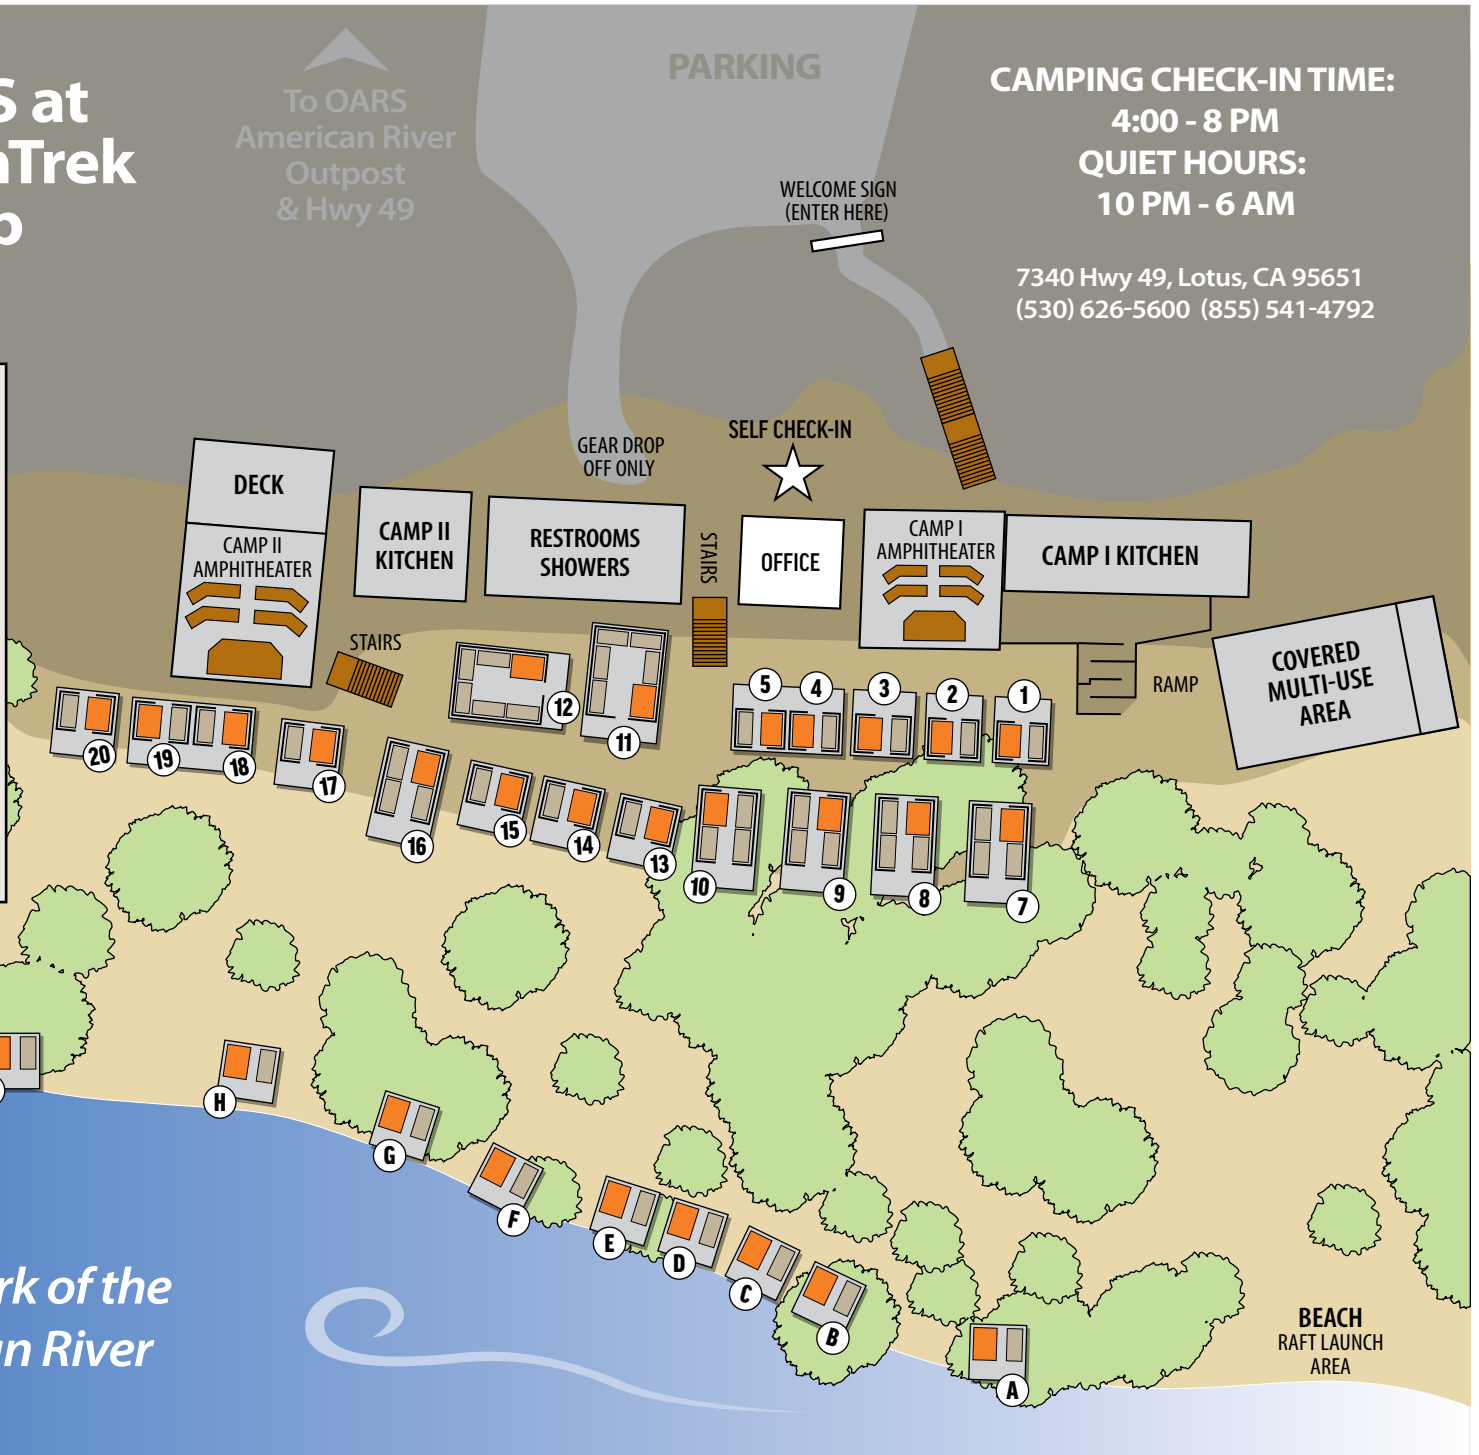 S at
nTrek
p
To OARS
American River
Outpost
& Hwy 49
PARKING
WELCOME SIGN
(ENTER HERE)
CAMPING CHECK-IN TIME:
4:00 - 8 PM
QUIET HOURS:
10 PM - 6 AM
7340 Hwy 49, Lotus, CA 95651
(530) 626-5600 (855) 541-4792
GEAR DROP
OFF ONLY
SELF CHECK-IN
DECK
CAMP II
AMPHITHEATER
CAMP II
KITCHEN
RESTROOMS
SHOWERS
STAIRS
OFFICE
CAMP I
AMPHITHEATER
CAMP I KITCHEN
STAIRS
RAMP
COVERED
MULTI-USE
AREA
5
4
3
2
1
12
11
20
19
18
17
16
15
14
13
10
9
8
7
H
G
F
E
D
C
B
A
rk of the
an River
BEACH
RAFT LAUNCH
AREA